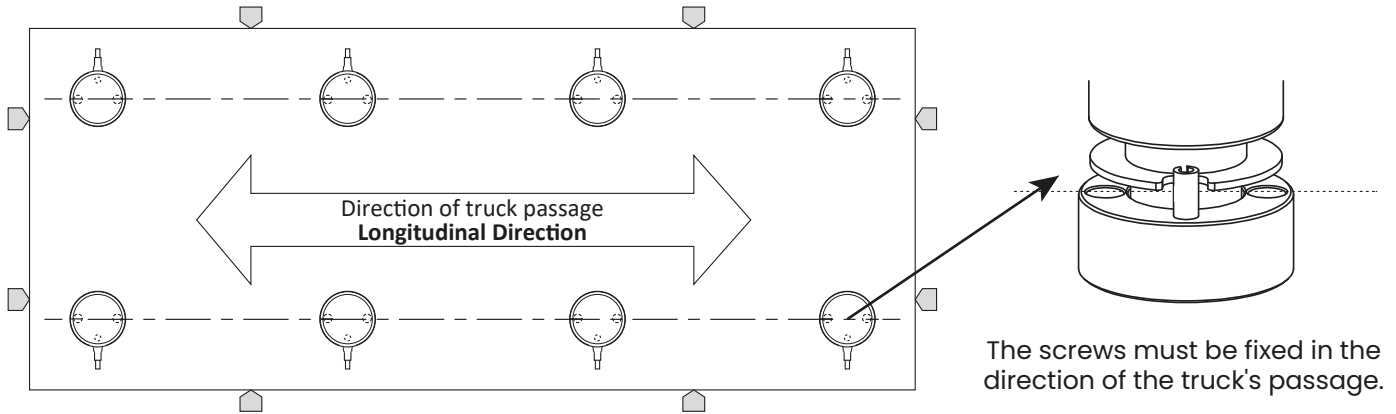 Direction of truck passage
Longitudinal Direction
The screws must be fixed in the
direction of the truck's passage.